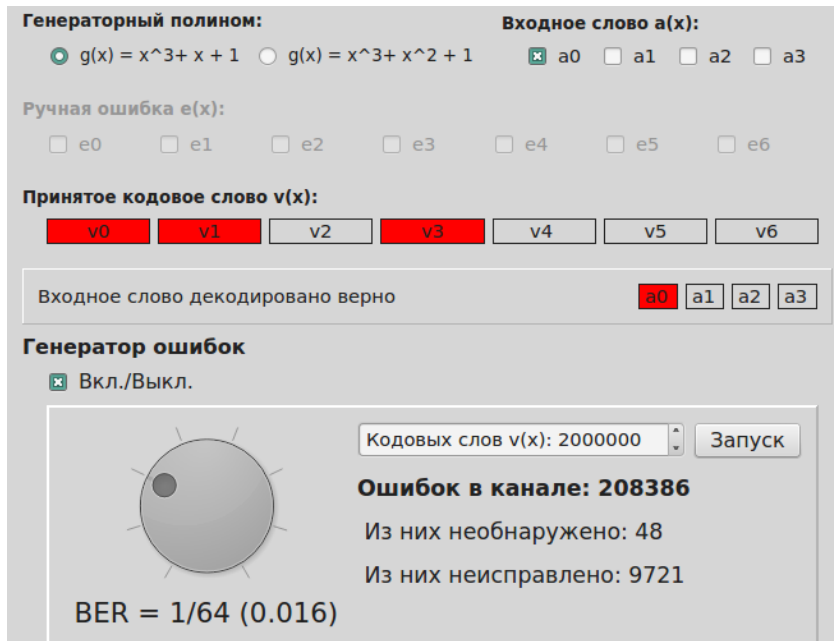 Генераторный полином: Входное слово a(x):
g(x) = x^3+ x + 1 g(x) = x^3+ x^2 + 1 a0 a1 a2 a3
Ручная ошибка e(x):
e0 e1 e2 e3 e4 e5 e6
Принятое кодовое слово v(x):
v0 v1 v2 v3 v4 v5 v6
Входное слово декодировано верно a0 a1 a2 a3
Генератор ошибок
Вкл./Выкл.
Кодовых слов v(x): 2000000 Запуск
Ошибок в канале: 208386
Из них необнаружено: 48
Из них неисправлено: 9721
BER = 1/64 (0.016)